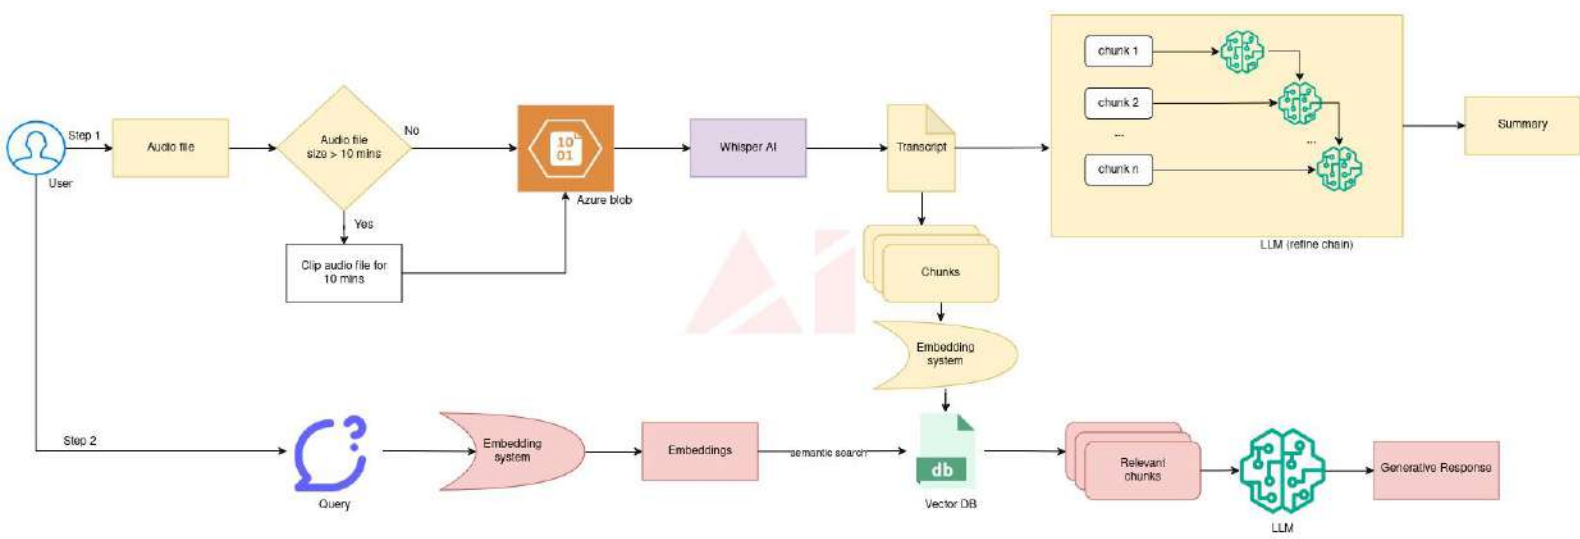 Step 1
User
Audio file
Audio file
size > 10 mins
No
Yes
Clip audio file for
10 mins
10
01
Azure blob
Whisper AI
Transcript
chunk 1
chunk 2
...
...
chunk n
LLM (refine chain)
Summary
Chunks
Embedding
system
Ai
Step 2
?
Query
Embedding
system
Embeddings
semantic search
db
Vector DB
Relevant
chunks
LLM
Generative Response